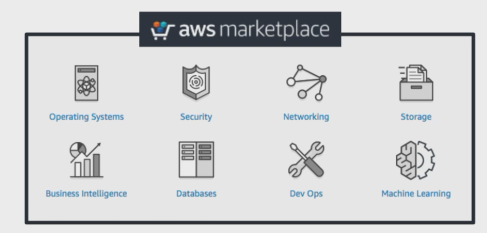 aws marketplace
Operating Systems Security Networking Storage
Business Intelligence Databases Dev Ops Machine Learning